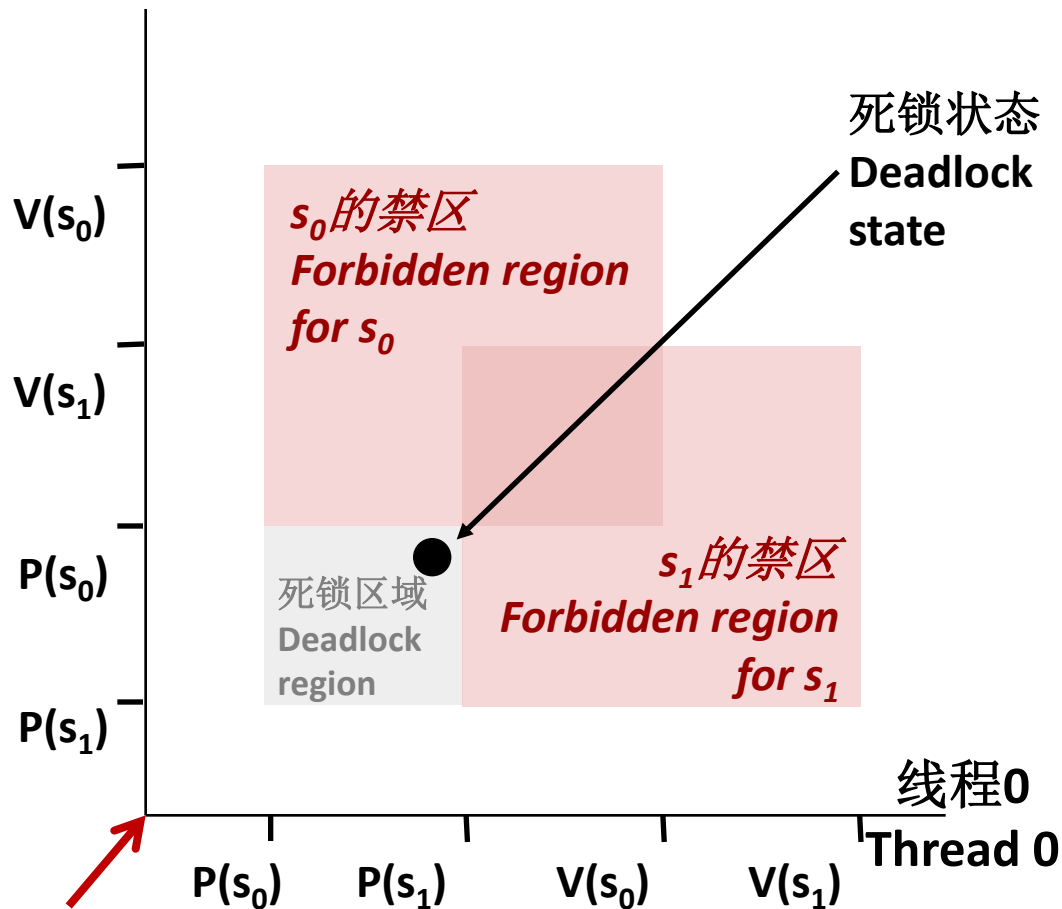 死锁状态
Deadlock
state
V(s₀)
s₀的禁区
Forbidden region
for s₀
V(s₁)
P(s₀)
死锁区域
Deadlock
region
s₁的禁区
Forbidden region
for s₁
P(s₁)
线程0
Thread 0
P(s₀) P(s₁) V(s₀) V(s₁)